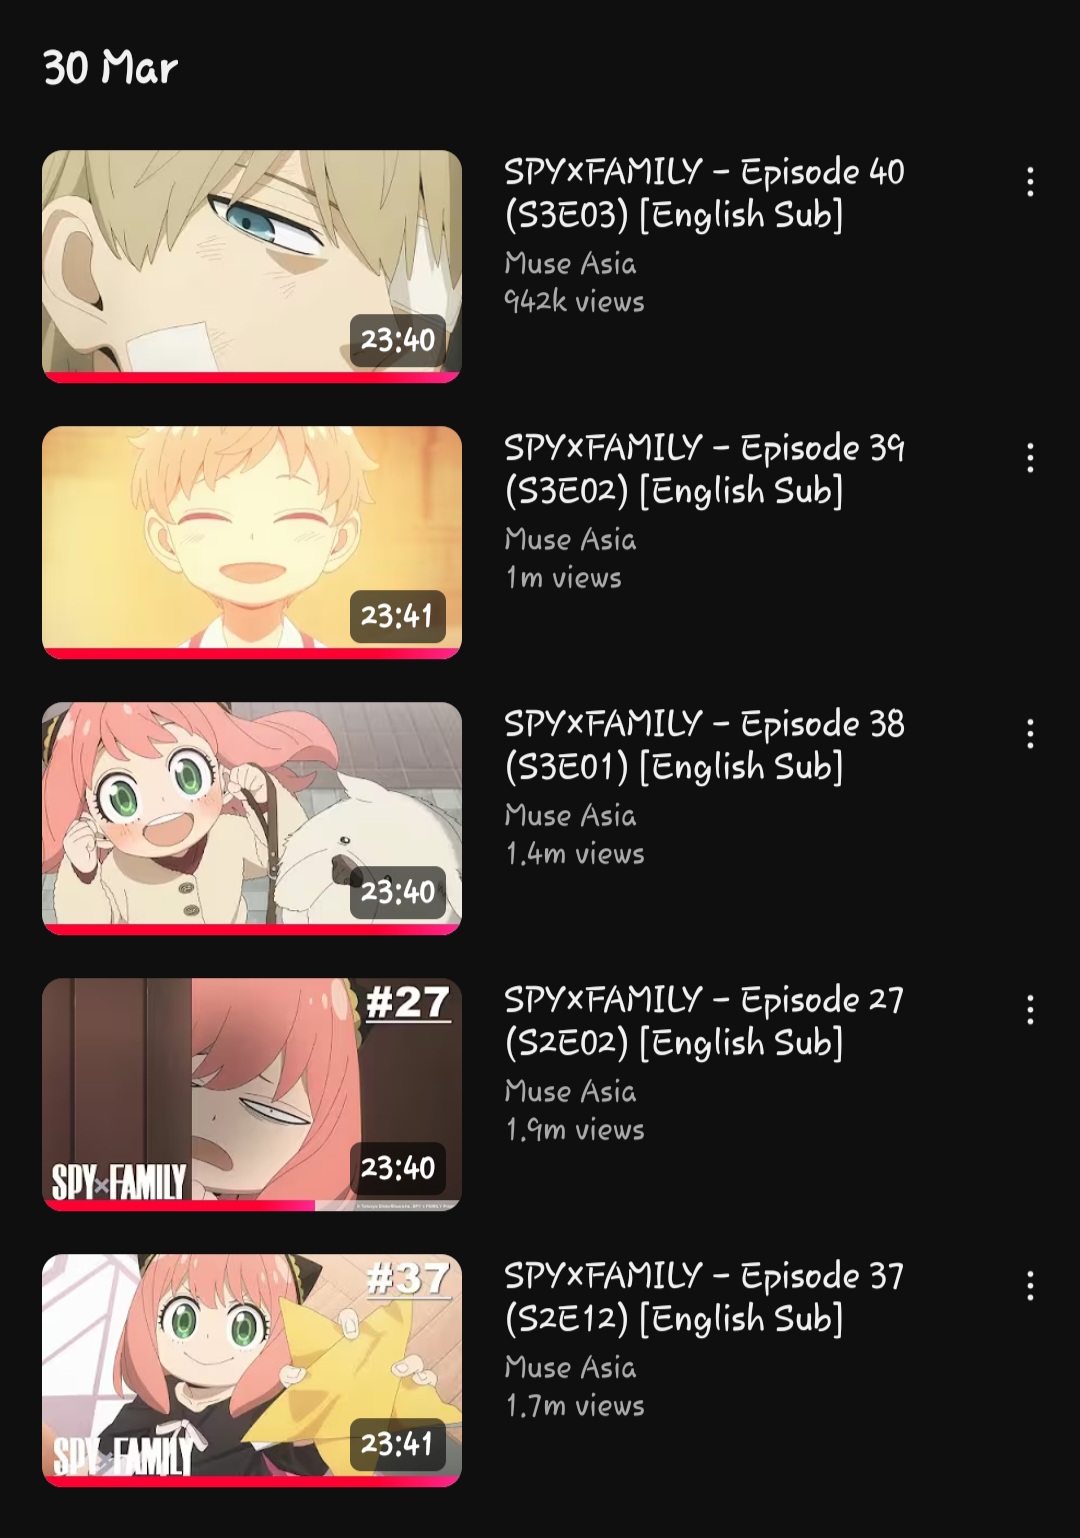 30 Mar
23:40
SPY×FAMILY - Episode 40
(S3E03) [English Sub]
Muse Asia
942k views
23:41
SPY×FAMILY - Episode 39
(S3E02) [English Sub]
Muse Asia
1m views
23:40
SPY×FAMILY - Episode 38
(S3E01) [English Sub]
Muse Asia
1.4m views
#27
SPY×FAMILY
23:40
SPY×FAMILY - Episode 27
(S2E02) [English Sub]
Muse Asia
1.9m views
#37
SPY FAMILY
23:41
SPY×FAMILY - Episode 37
(S2E12) [English Sub]
Muse Asia
1.7m views